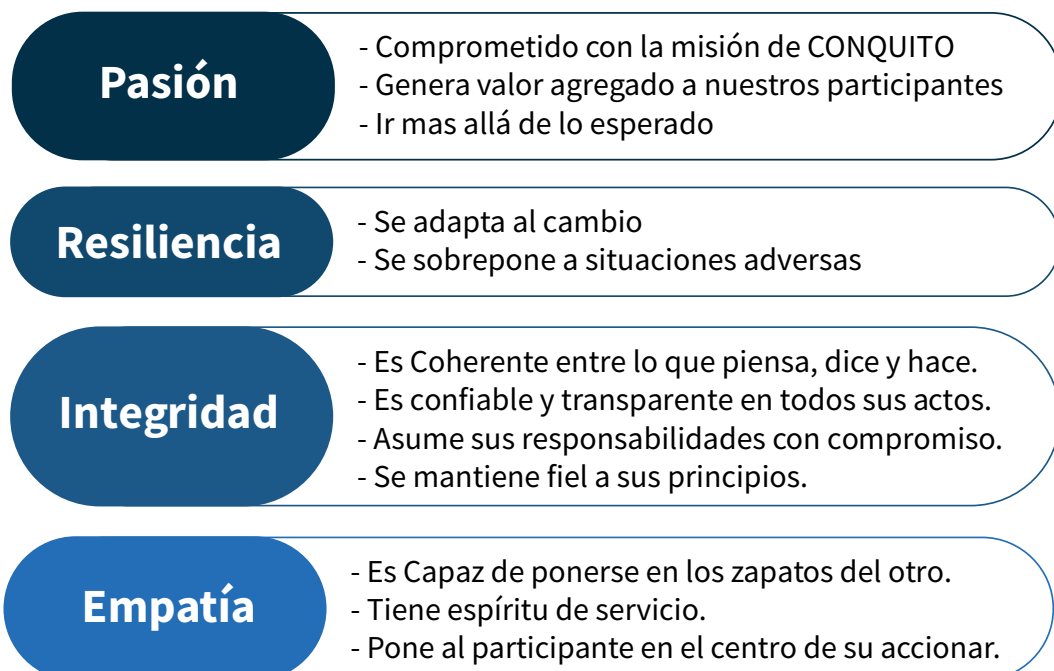 Pasión
- Comprometido con la misión de CONQUITO
- Genera valor agregado a nuestros participantes
- Ir mas allá de lo esperado
Resiliencia
- Se adapta al cambio
- Se sobrepone a situaciones adversas
Integridad
- Es Coherente entre lo que piensa, dice y hace.
- Es confiable y transparente en todos sus actos.
- Asume sus responsabilidades con compromiso.
- Se mantiene fiel a sus principios.
Empatía
- Es Capaz de ponerse en los zapatos del otro.
- Tiene espíritu de servicio.
- Pone al participante en el centro de su accionar.